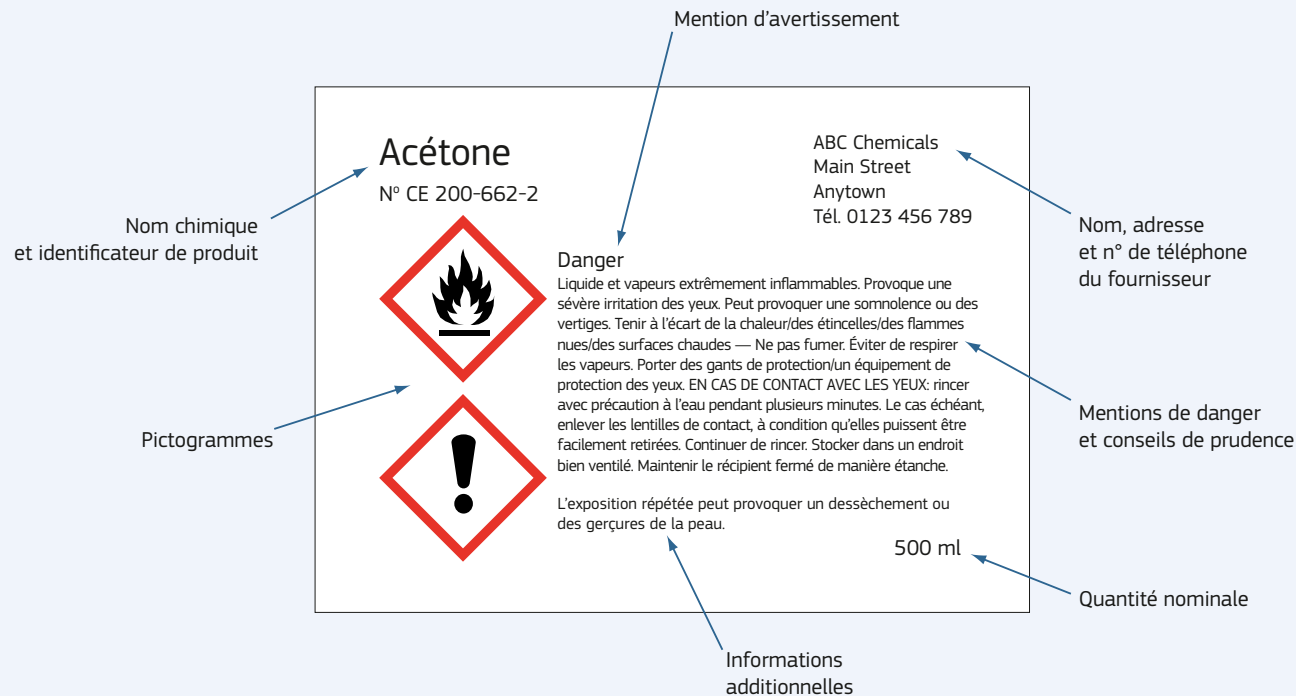 Mention d’avertissement
Acétone
Nº CE 200-662-2
ABC Chemicals
Main Street
Anytown
Tél. 0123 456 789
Nom chimique
et identificateur de produit
Nom, adresse
et n° de téléphone
du fournisseur
Danger
Liquide et vapeurs extrêmement inflammables. Provoque une
sévère irritation des yeux. Peut provoquer une somnolence ou des
vertiges. Tenir à l’écart de la chaleur/des étincelles/des flammes
nues/des surfaces chaudes — Ne pas fumer. Éviter de respirer
les vapeurs. Porter des gants de protection/un équipement de
protection des yeux. EN CAS DE CONTACT AVEC LES YEUX: rincer
avec précaution à l’eau pendant plusieurs minutes. Le cas échéant,
enlever les lentilles de contact, à condition qu’elles puissent être
facilement retirées. Continuer de rincer. Stocker dans un endroit
bien ventilé. Maintenir le récipient fermé de manière étanche.
Pictogrammes
Mentions de danger
et conseils de prudence
L’exposition répétée peut provoquer un dessèchement ou
des gerçures de la peau.
500 ml
Quantité nominale
Informations
additionnelles